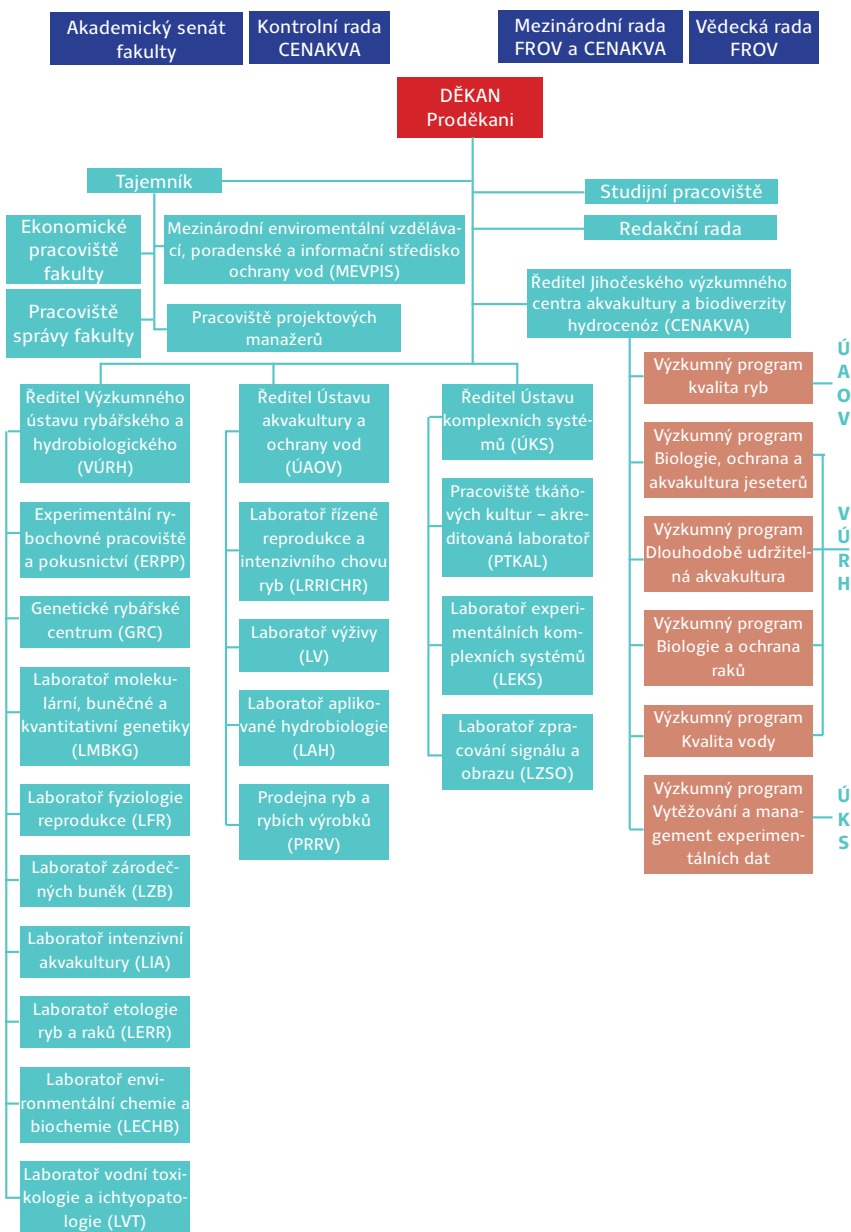 Akademický senát
fakulty
Kontrolní rada
CENAKVA
Mezinárodní rada
FROV a CENAKVA
Vědecká rada
FROV
DĚKAN
Proděkani
Tajemník
Studijní pracoviště
Ekonomické
pracoviště
fakulty
Mezinárodní enviromentální vzděláva-
cí, poradenské a informační středisko
ochrany vod (MEVPIS)
Redakční rada
Pracoviště
správy fakulty
Pracoviště projektových
manažerů
Ředitel Jihočeského výzkumného
centra akvakultury a biodiverzity
hydrocenóz (CENAKVA)
Ředitel Výzkumného
ústavu rybářského a
hydrobiologického
(VÚRH)
Experimentální ry-
bochovné pracoviště
a pokusnictví (ERPP)
Genetické rybářské
centrum (GRC)
Laboratoř moleku-
lární, buněčné a
kvantitativní genetiky
(LMBKG)
Laboratoř fyziologie
reprodukce (LFR)
Laboratoř zárodeč-
ných buněk (LZB)
Laboratoř intenzivní
akvakultury (LIA)
Laboratoř etologie
ryb a raků (LERR)
Laboratoř envi-
ronmentální chemie a
biochemie (LECHB)
Laboratoř vodní toxi-
kologie a ichtyopato-
logie (LVT)
Ředitel Ústavu
akvakultury a
ochrany vod
(ÚAOV)
Laboratoř řízené
reprodukce a
intenzivního chovu
ryb (LRRICHR)
Laboratoř výživy
(LV)
Laboratoř apliko-
vané hydrobiologie
(LAH)
Prodejna ryb a
rybích výrobků
(PRRV)
Ředitel Ústavu
komplexních systé-
mů (ÚKS)
Pracoviště tkáňo-
vých kultur – akre-
ditovaná laboratoř
(PTKAL)
Laboratoř experi-
mentálních kom-
plexních systémů
(LEKS)
Laboratoř zpra-
cování signálu a
obrazu (LZSO)
Výzkumný program
kvalita ryb
Výzkumný program
Biologie, ochrana a
akvakultura jeseterů
Výzkumný program
Dlouhodobě udržitel-
ná akvakultura
Výzkumný program
Biologie a ochrana
raků
Výzkumný program
Kvalita vody
Výzkumný program
Vytěžování a mana-
gement experimen-
tálních dat
Ú
A
O
V
V
Ú
R
H
Ú
K
S